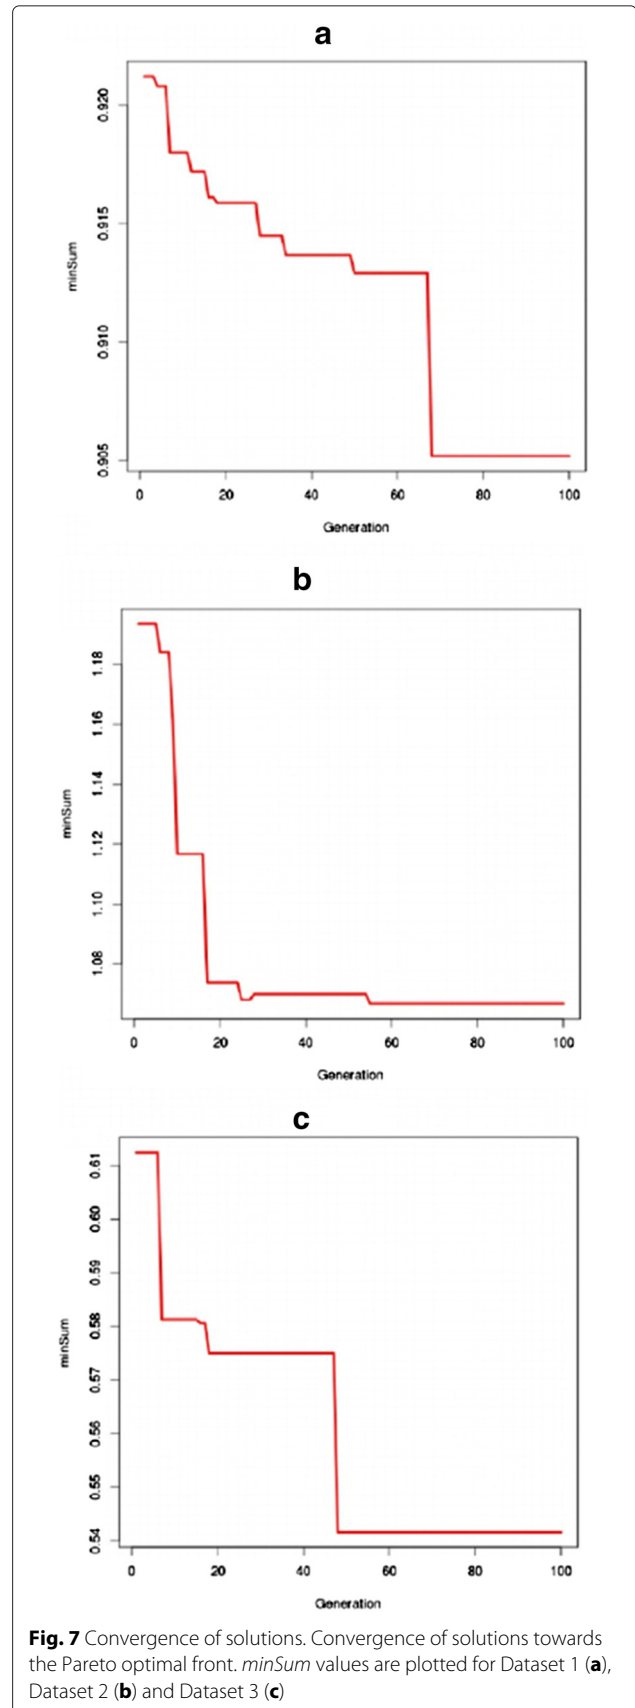 a
0.920
0.915
0.910
0.905
minSum
0 20 40 60 80 100
Generation
b
1.18
1.16
1.14
1.12
1.10
1.08
minSum
0 20 40 60 80 100
Generation
c
0.61
0.60
0.59
0.58
0.57
0.56
0.55
0.54
minSum
0 20 40 60 80 100
Generation
Fig. 7 Convergence of solutions. Convergence of solutions towards
the Pareto optimal front. minSum values are plotted for Dataset 1 (a),
Dataset 2 (b) and Dataset 3 (c)